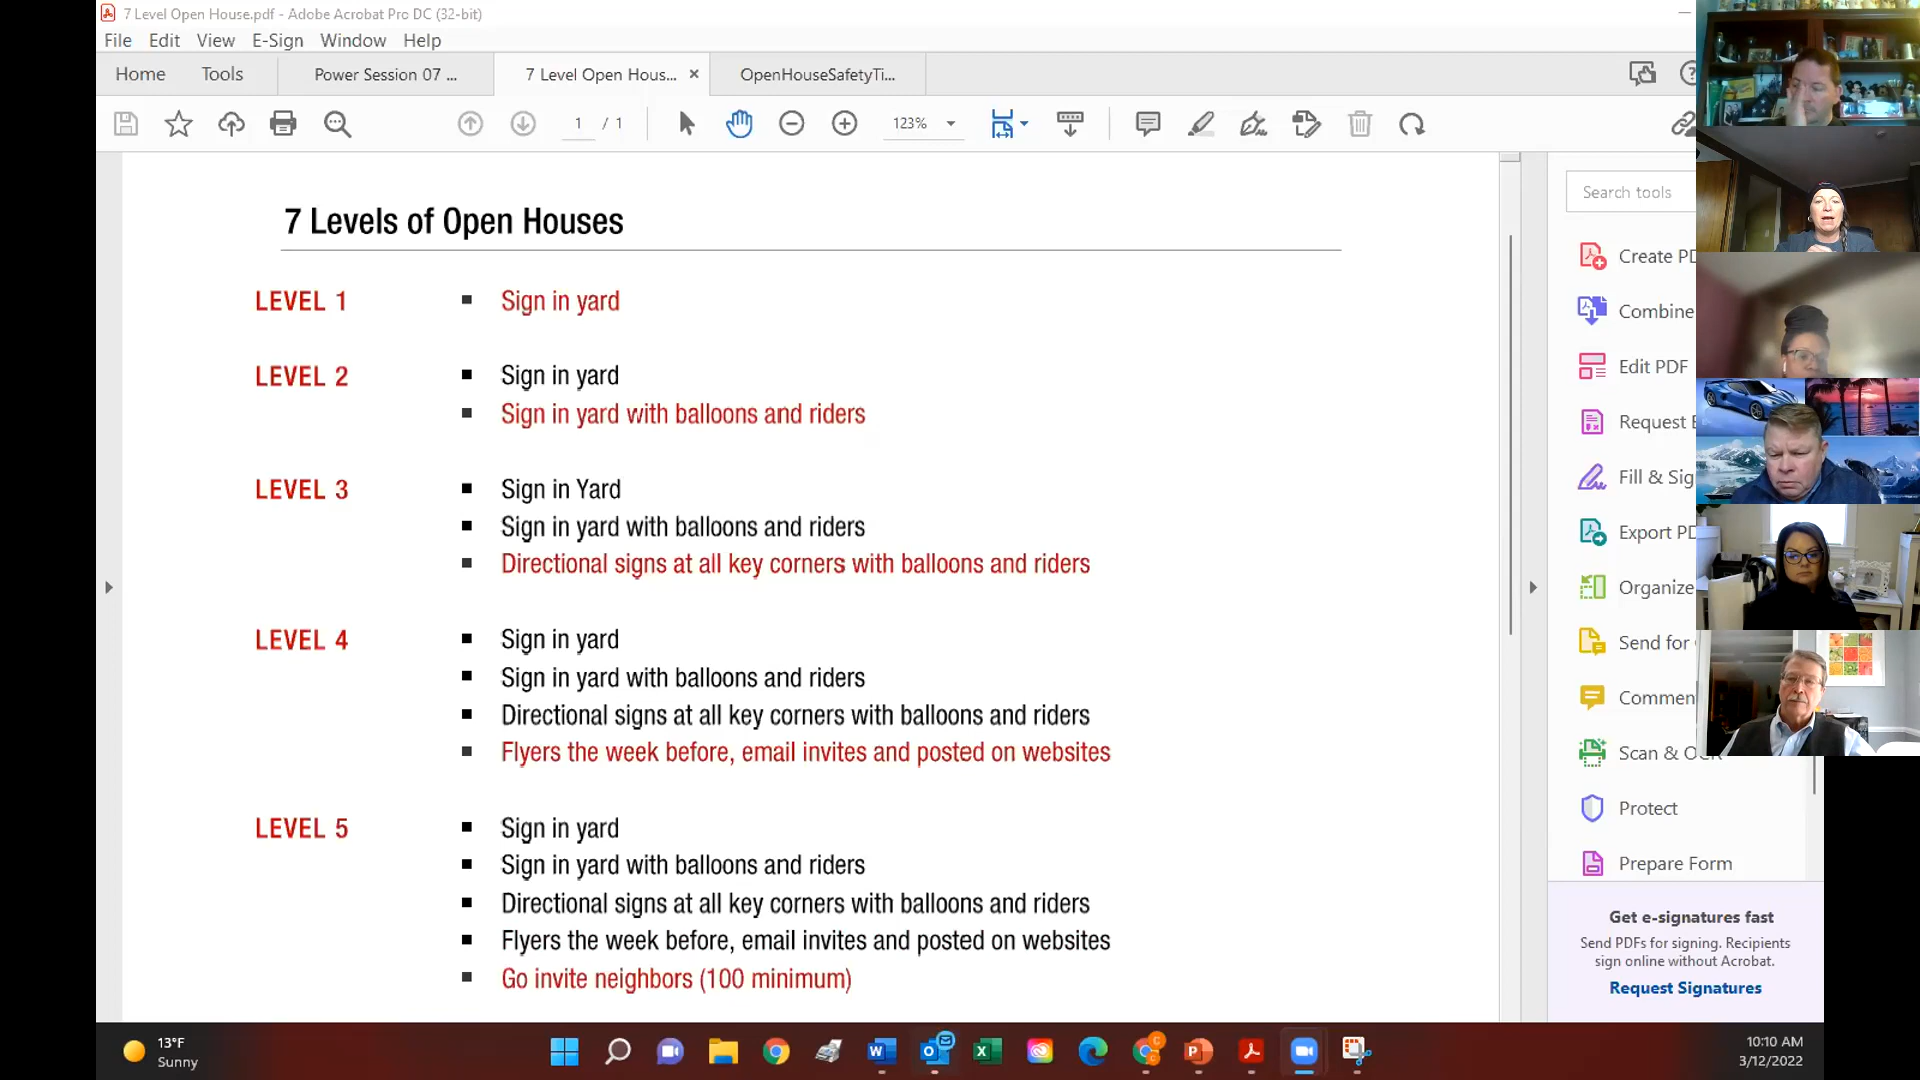 7 Level Open House.pdf - Adobe Acrobat Pro DC (32-bit)
File Edit View E-Sign Window Help
Home Tools Power Session 07 ... 7 Level Open Hous... OpenHouseSafetyTi...
1 / 1 123%
7 Levels of Open Houses
LEVEL 1
Sign in yard
LEVEL 2
Sign in yard
Sign in yard with balloons and riders
LEVEL 3
Sign in Yard
Sign in yard with balloons and riders
Directional signs at all key corners with balloons and riders
LEVEL 4
Sign in yard
Sign in yard with balloons and riders
Directional signs at all key corners with balloons and riders
Flyers the week before, email invites and posted on websites
LEVEL 5
Sign in yard
Sign in yard with balloons and riders
Directional signs at all key corners with balloons and riders
Flyers the week before, email invites and posted on websites
Go invite neighbors (100 minimum)
Search tools
Create PD
Combine
Edit PDF
Request E
Fill & Sig
Export PD
Organize
Send for
Commen
Scan & OCR
Protect
Prepare Form
Get e-signatures fast
Send PDFs for signing. Recipients
sign online without Acrobat.
Request Signatures
13°F
Sunny
10:10 AM
3/12/2022